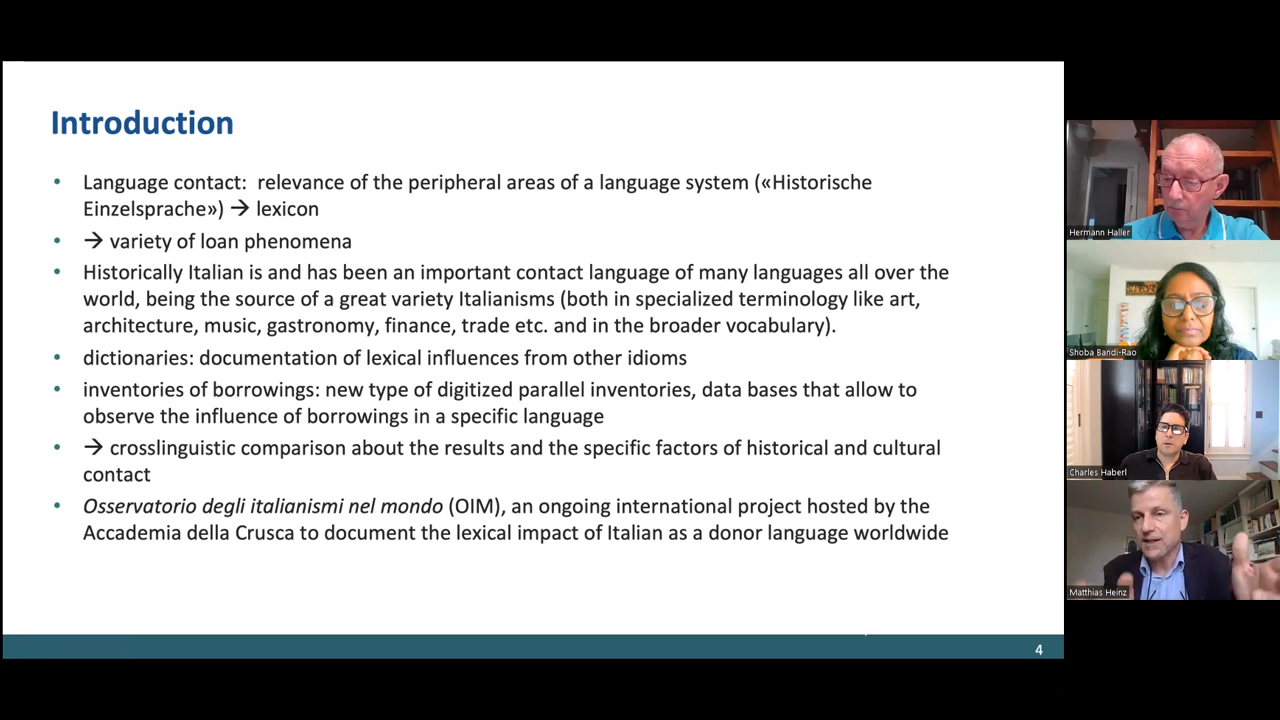 Introduction
• Language contact: relevance of the peripheral areas of a language system («Historische
Einzelsprache») → lexicon
• → variety of loan phenomena
• Historically Italian is and has been an important contact language of many languages all over the
world, being the source of a great variety Italianisms (both in specialized terminology like art,
architecture, music, gastronomy, finance, trade etc. and in the broader vocabulary).
• dictionaries: documentation of lexical influences from other idioms
• inventories of borrowings: new type of digitized parallel inventories, data bases that allow to
observe the influence of borrowings in a specific language
• → crosslinguistic comparison about the results and the specific factors of historical and cultural
contact
• Osservatorio degli italianismi nel mondo (OIM), an ongoing international project hosted by the
Accademia della Crusca to document the lexical impact of Italian as a donor language worldwide
4
Hermann Haller
Shoba Bandi-Rao
Charles Haberl
Matthias Heinz